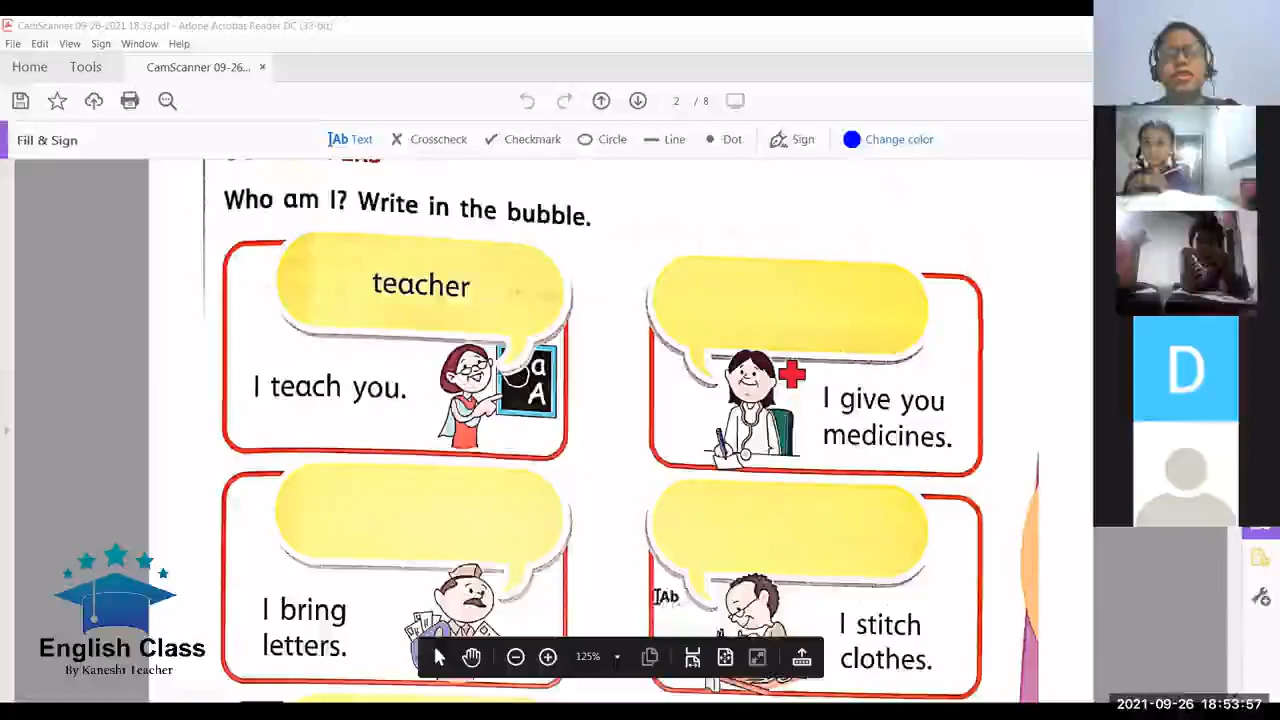 CamScanner 09-26-2021 18:33.pdf - Adobe Acrobat Reader DC (32-bit)
File Edit View Sign Window Help
Home Tools CamScanner 09-26... ×
2 / 8
Fill & Sign
IAb Text Crosscheck Checkmark Circle Line Dot Sign Change color
Who am I? Write in the bubble.
teacher
I teach you.
a
A
I give you
medicines.
I bring
letters.
IAb
I stitch
clothes.
D
English Class
By Kaneshi Teacher
125%
2021-09-26 18:53:57